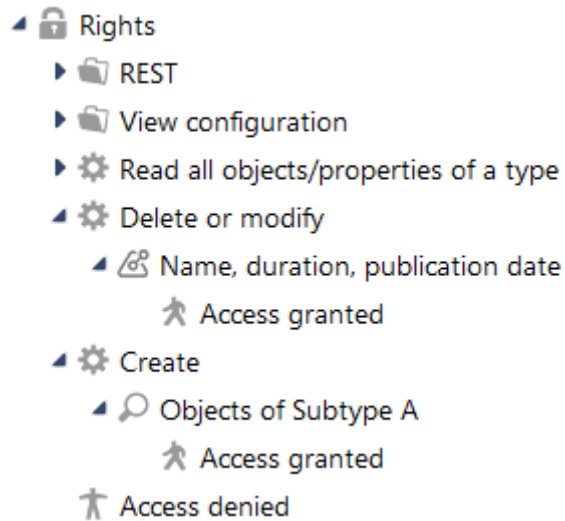 Rights
REST
View configuration
Read all objects/properties of a type
Delete or modify
Name, duration, publication date
Access granted
Create
Objects of Subtype A
Access granted
Access denied